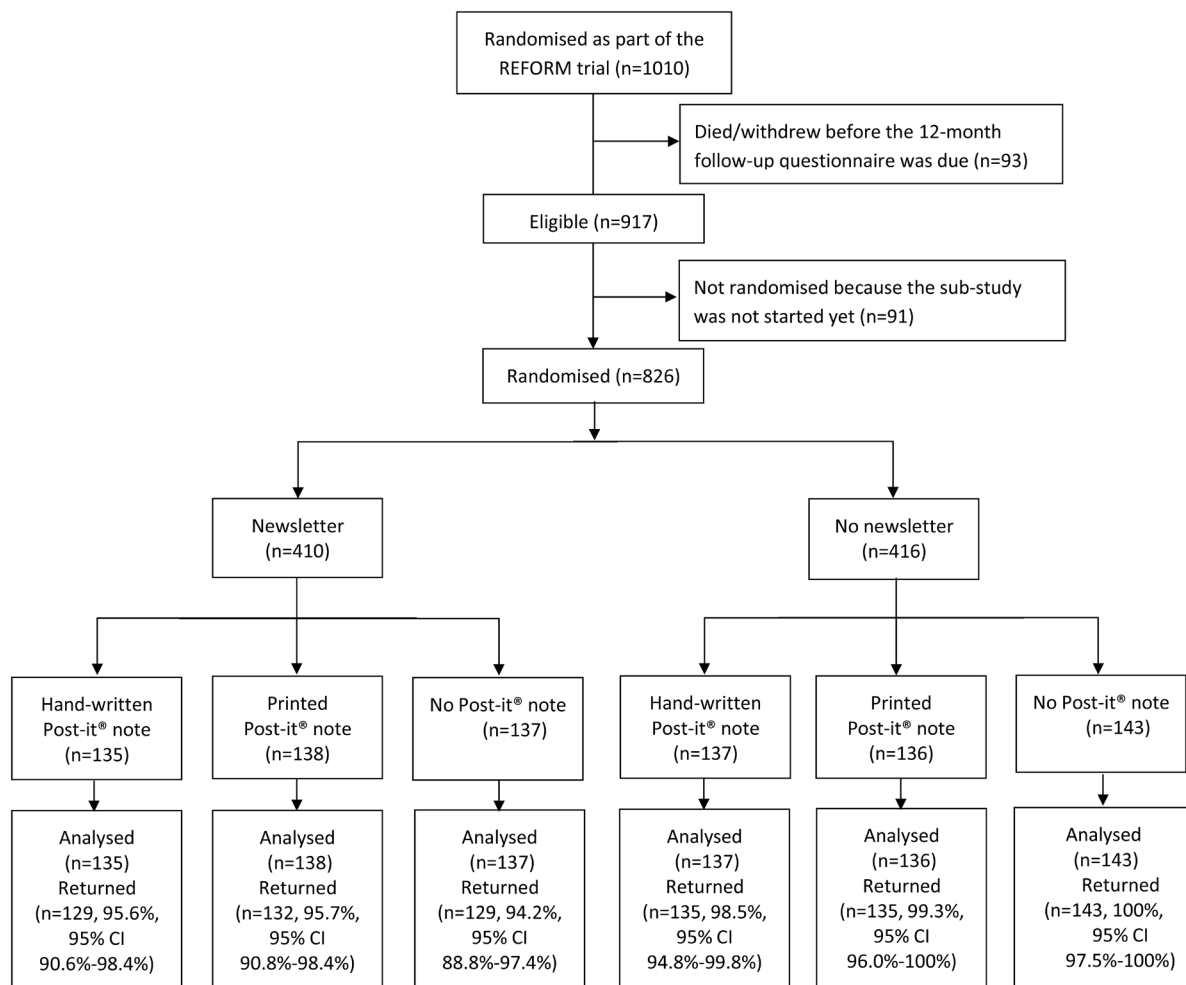 Randomised as part of the
REFORM trial (n=1010)
Died/withdrew before the 12-month
follow-up questionnaire was due (n=93)
Eligible (n=917)
Not randomised because the sub-study
was not started yet (n=91)
Randomised (n=826)
Newsletter
(n=410)
No newsletter
(n=416)
Hand-written
Post-it® note
(n=135)
Printed
Post-it® note
(n=138)
No Post-it® note
(n=137)
Hand-written
Post-it® note
(n=137)
Printed
Post-it® note
(n=136)
No Post-it® note
(n=143)
Analysed
(n=135)
Returned
(n=129, 95.6%,
95% CI
90.6%-98.4%)
Analysed
(n=138)
Returned
(n=132, 95.7%,
95% CI
90.8%-98.4%)
Analysed
(n=137)
Returned
(n=129, 94.2%,
95% CI
88.8%-97.4%)
Analysed
(n=137)
Returned
(n=135, 98.5%,
95% CI
94.8%-99.8%)
Analysed
(n=136)
Returned
(n=135, 99.3%,
95% CI
96.0%-100%)
Analysed
(n=143)
Returned
(n=143, 100%,
95% CI
97.5%-100%)